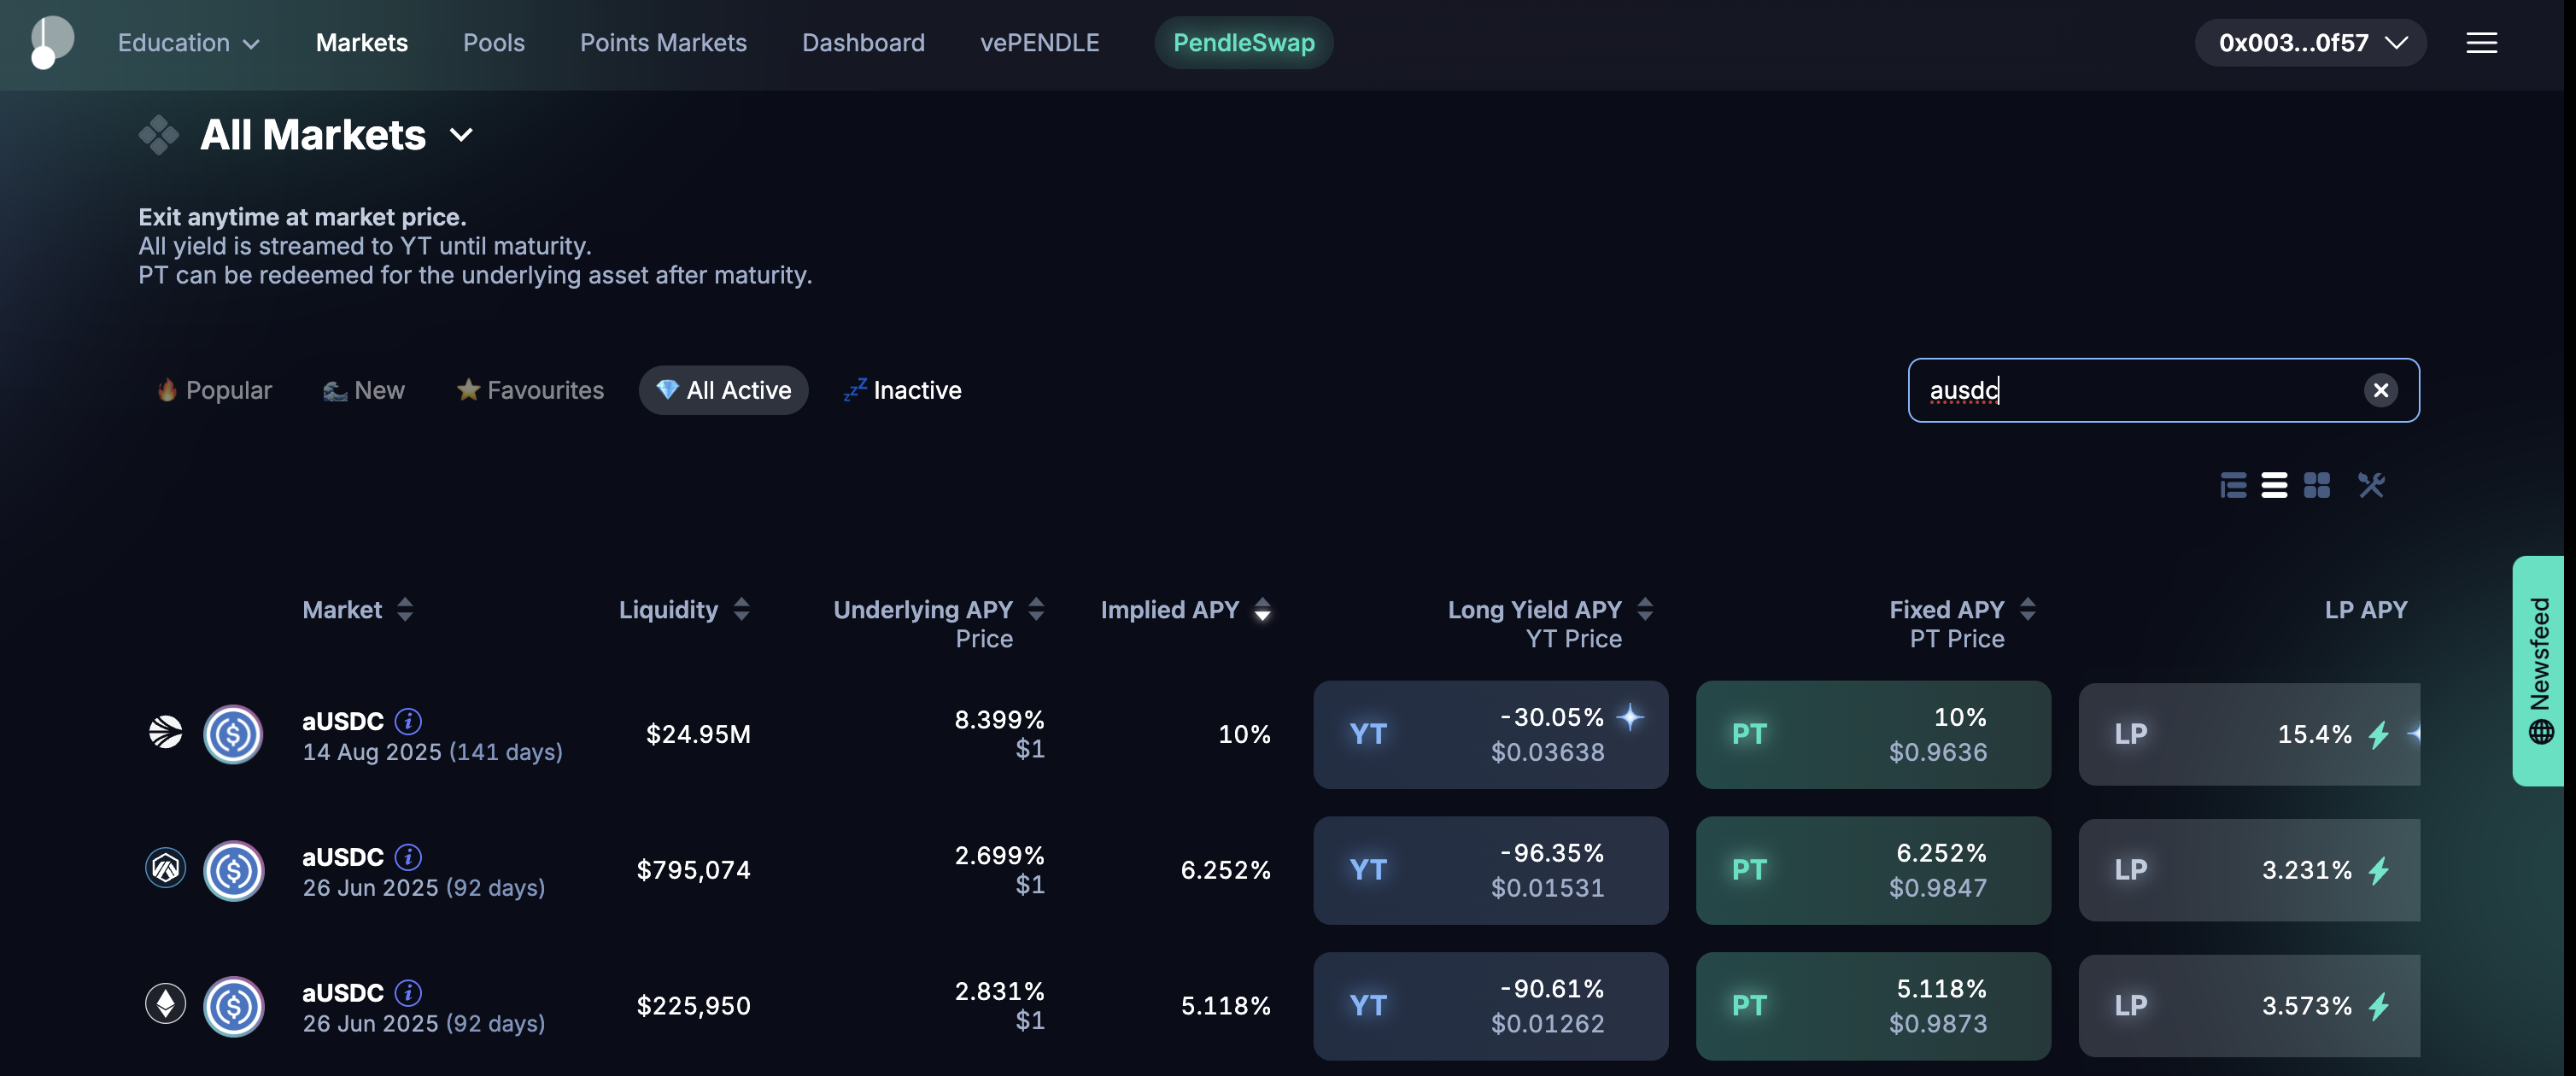 Education Markets Pools Points Markets Dashboard vePENDLE PendleSwap 0x003...0f57
All Markets
Exit anytime at market price.
All yield is streamed to YT until maturity.
PT can be redeemed for the underlying asset after maturity.
Popular New Favourites All Active zzZ Inactive ausdc
Market Liquidity Underlying APY Implied APY Long Yield APY Fixed APY LP APY
Price YT Price PT Price
aUSDC i $24.95M 8.399% 10% YT -30.05% PT 10% LP 15.4%
14 Aug 2025 (141 days) $1 $0.03638 $0.9636
aUSDC i $795,074 2.699% 6.252% YT -96.35% PT 6.252% LP 3.231%
26 Jun 2025 (92 days) $1 $0.01531 $0.9847
aUSDC i $225,950 2.831% 5.118% YT -90.61% PT 5.118% LP 3.573%
26 Jun 2025 (92 days) $1 $0.01262 $0.9873
Newsfeed